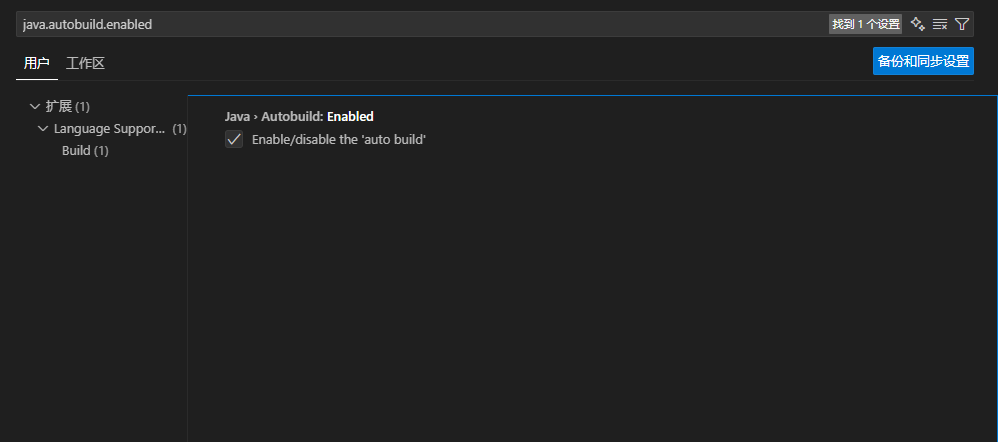 java.autobuild.enabled 找到 1 个设置
用户 工作区 备份和同步设置
扩展 (1)
Language Suppor... (1)
Build (1)
Java › Autobuild: Enabled
Enable/disable the 'auto build'